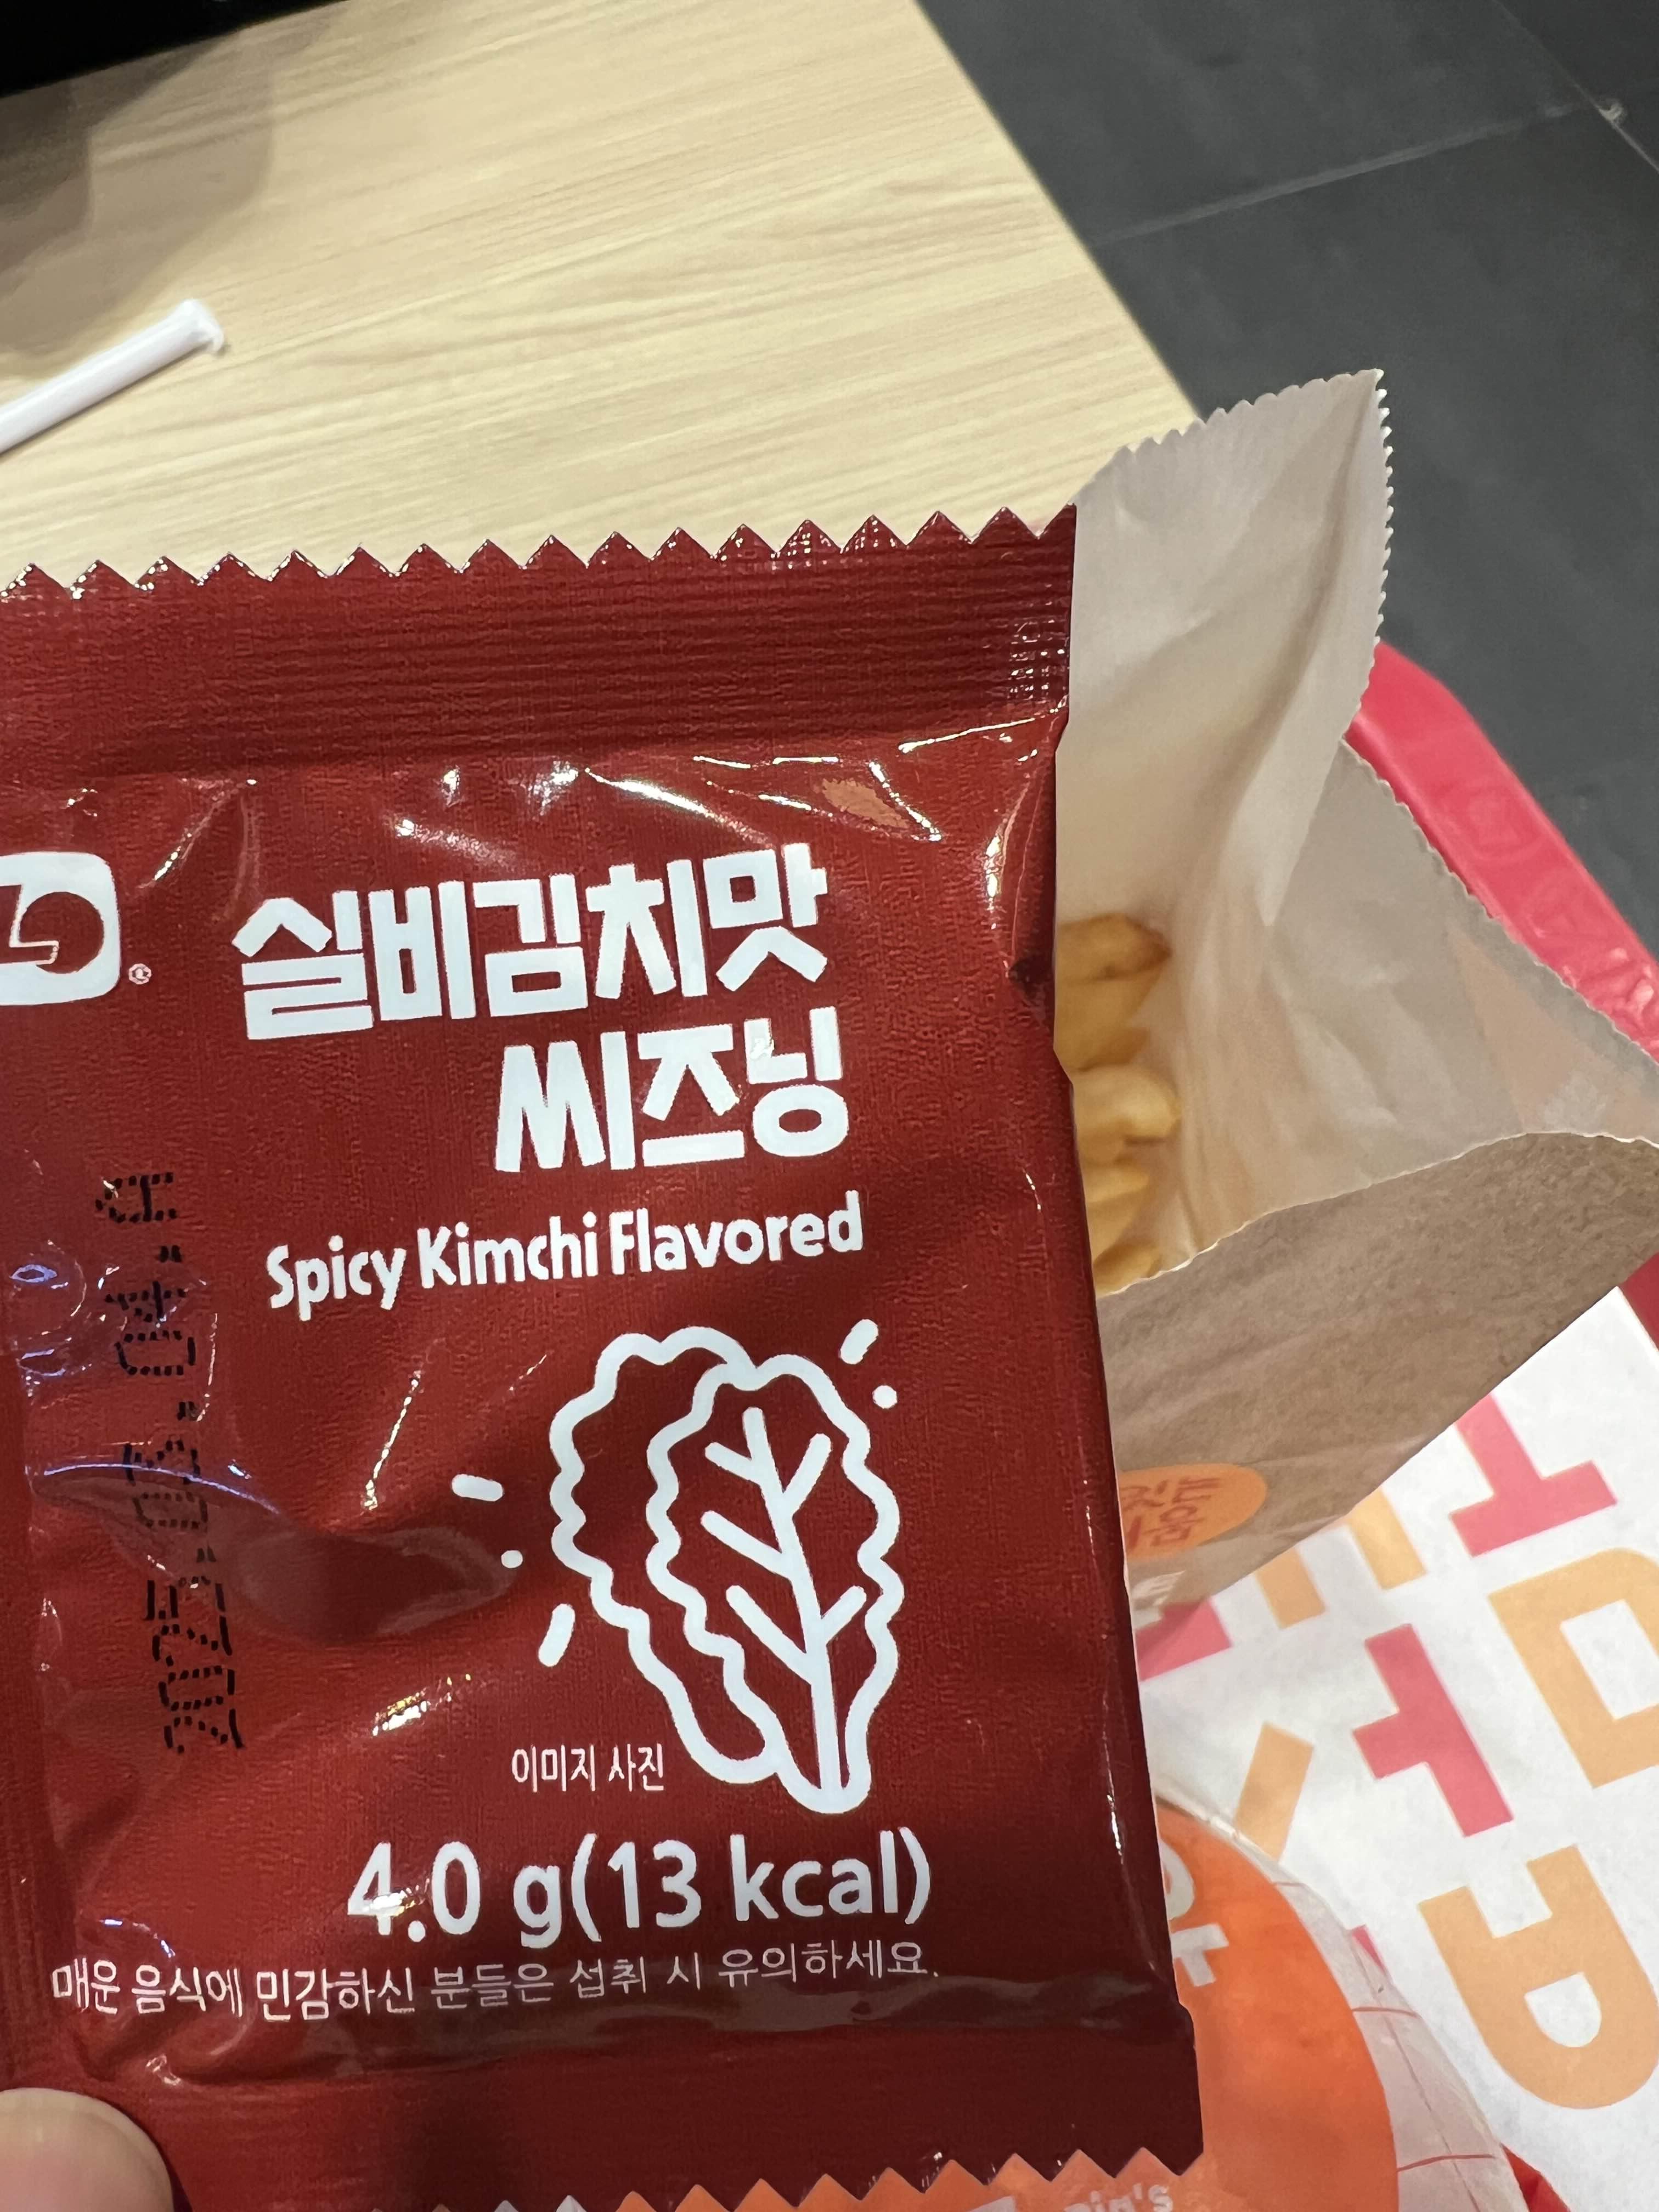 실비김치맛
씨즈닝
Spicy Kimchi Flavored
이미지 사진
4.0 g(13 kcal)
매운 음식에 민감하신 분들은 섭취 시 유의하세요.